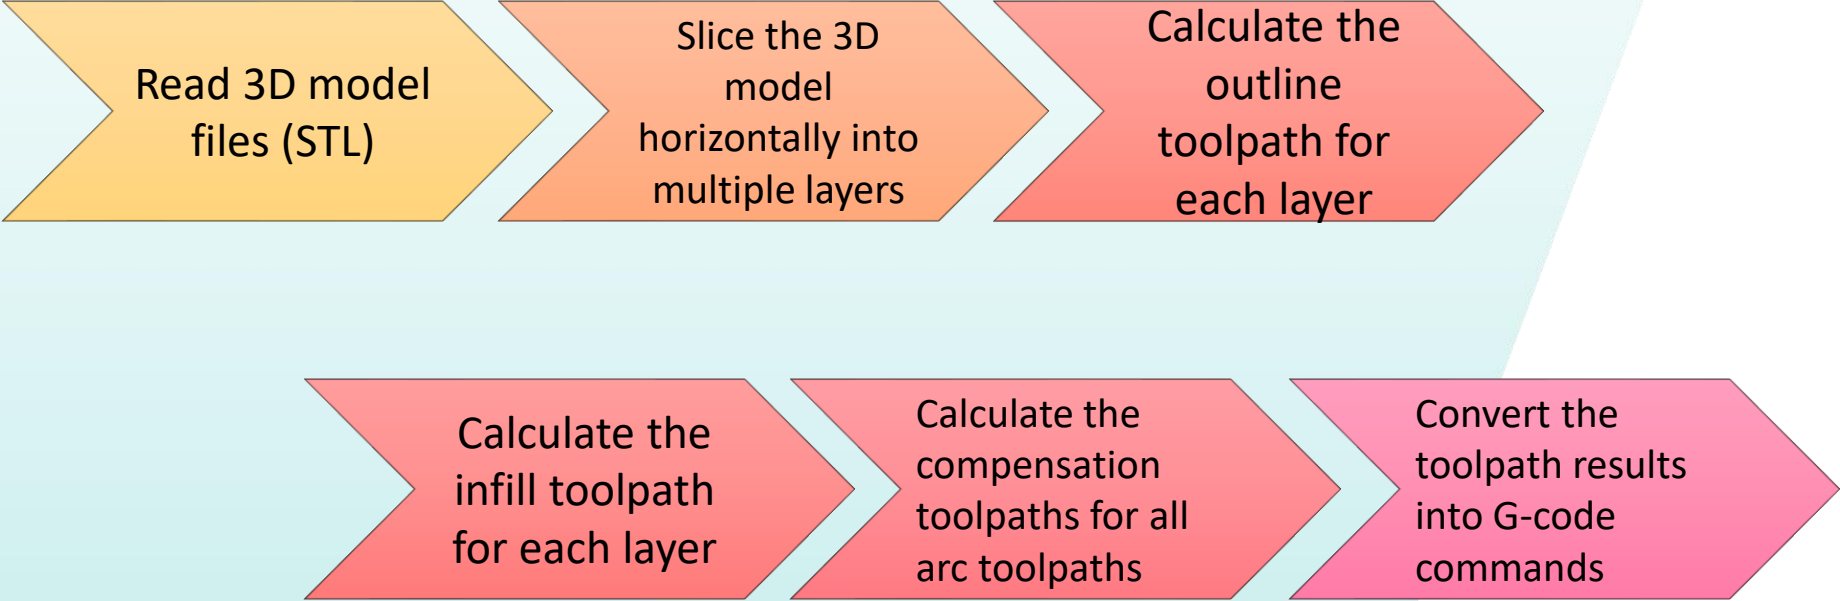 Read 3D model
files (STL)
Slice the 3D
model
horizontally into
multiple layers
Calculate the
outline
toolpath for
each layer
Calculate the
infill toolpath
for each layer
Calculate the
compensation
toolpaths for all
arc toolpaths
Convert the
toolpath results
into G-code
commands